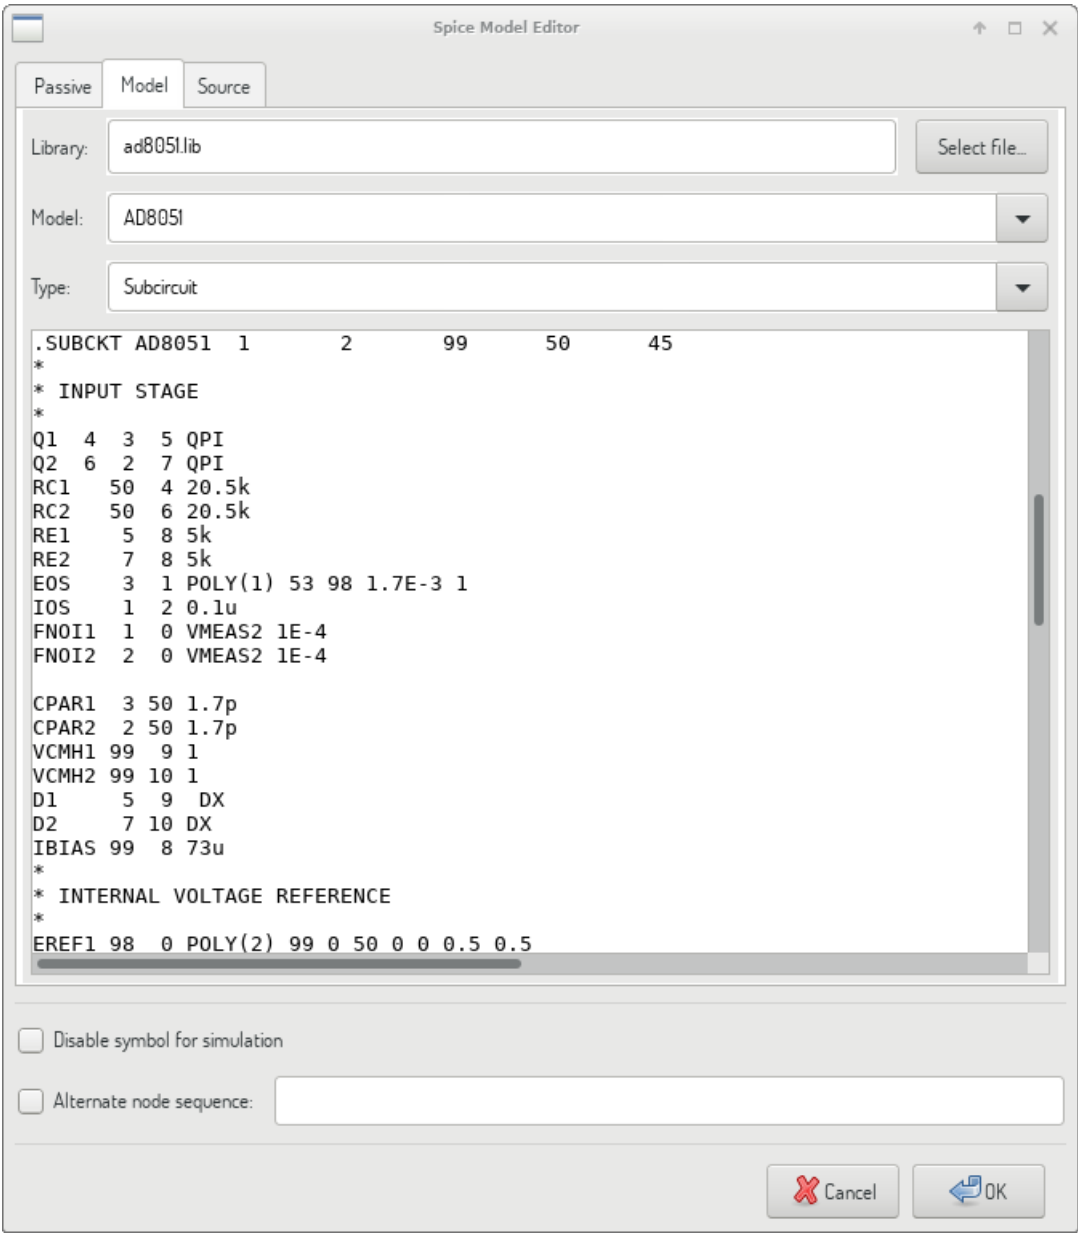 Spice Model Editor
Passive Model Source
Library: ad8051.lib Select file...
Model: AD8051
Type: Subcircuit
.SUBCKT AD8051  1       2       99      50      45
*
*  INPUT  STAGE
*
Q1  4  3  5 QPI
Q2  6  2  7 QPI
RC1   50  4 20.5k
RC2   50  6 20.5k
RE1    5  8 5k
RE2    7  8 5k
EOS    3  1 POLY(1) 53 98 1.7E-3 1
IOS    1  2 0.1u
FNOI1  1  0 VMEAS2 1E-4
FNOI2  2  0 VMEAS2 1E-4
CPAR1  3 50 1.7p
CPAR2  2 50 1.7p
VCMH1 99  9 1
VCMH2 99 10 1
D1     5  9  DX
D2     7 10 DX
IBIAS 99  8 73u
*
*  INTERNAL  VOLTAGE  REFERENCE
*
EREF1 98  0 POLY(2) 99 0 50 0 0 0.5 0.5
Disable symbol for simulation
Alternate node sequence:
Cancel OK